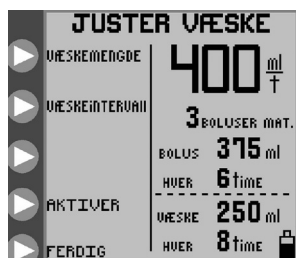 JUSTER VÆSKE
VÆSKEMENGDE
400 ml/t
VÆSKEINTERVAll
3 BOLUSER MAT.
BOLUS 375 ml
HVER 6 time
AKTIVER
VÆSKE 250 ml
HVER 8 time
FERDIG